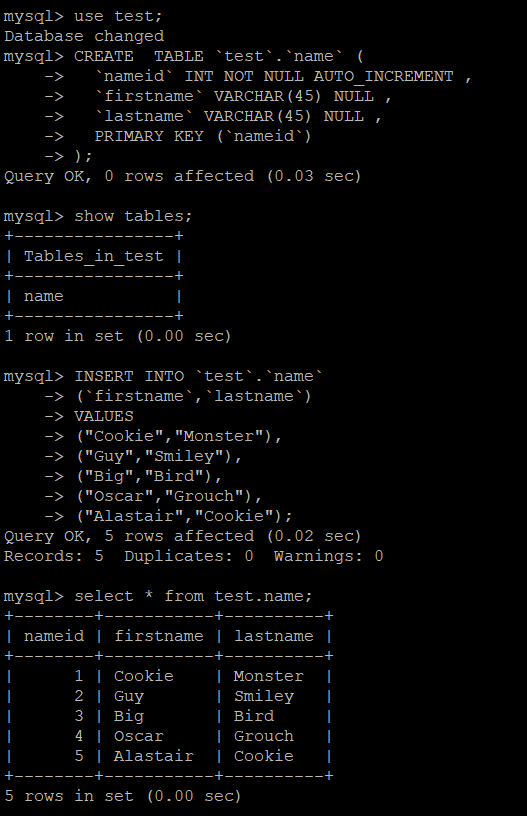 mysql> use test;
Database changed
mysql> CREATE  TABLE `test`.`name` (
    ->   `nameid` INT NOT NULL AUTO_INCREMENT ,
    ->   `firstname` VARCHAR(45) NULL ,
    ->   `lastname` VARCHAR(45) NULL ,
    ->   PRIMARY KEY (`nameid`)
    -> );
Query OK, 0 rows affected (0.03 sec)

mysql> show tables;
+----------------+
| Tables_in_test |
+----------------+
| name           |
+----------------+
1 row in set (0.00 sec)

mysql> INSERT INTO `test`.`name`
    -> (`firstname`,`lastname`)
    -> VALUES
    -> ("Cookie","Monster"),
    -> ("Guy","Smiley"),
    -> ("Big","Bird"),
    -> ("Oscar","Grouch"),
    -> ("Alastair","Cookie");
Query OK, 5 rows affected (0.02 sec)
Records: 5  Duplicates: 0  Warnings: 0

mysql> select * from test.name;
+--------+-----------+----------+
| nameid | firstname | lastname |
+--------+-----------+----------+
|      1 | Cookie    | Monster  |
|      2 | Guy       | Smiley   |
|      3 | Big       | Bird     |
|      4 | Oscar     | Grouch   |
|      5 | Alastair  | Cookie   |
+--------+-----------+----------+
5 rows in set (0.00 sec)